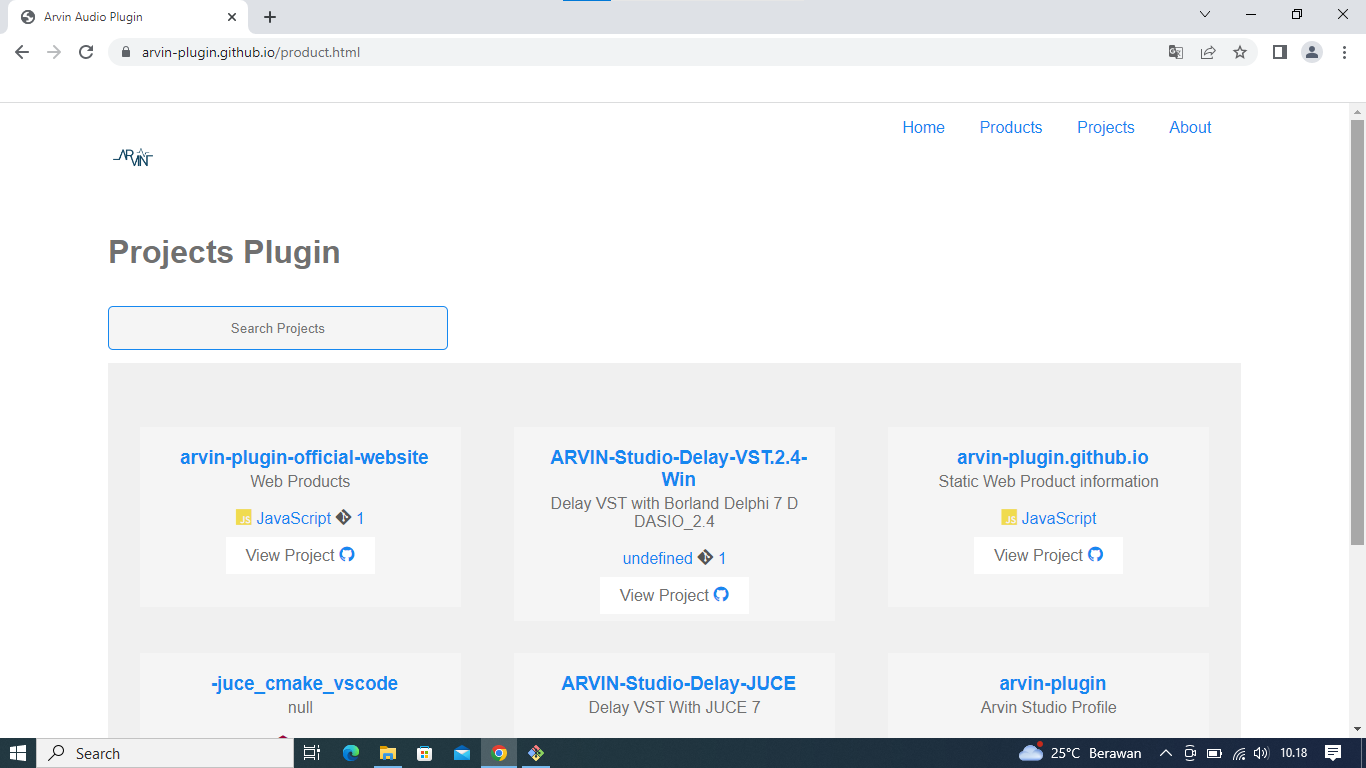 Arvin Audio Plugin
arvin-plugin.github.io/product.html
Home Products Projects About
ARVIN
Projects Plugin
Search Projects
arvin-plugin-official-website
Web Products
JS JavaScript 1
View Project
ARVIN-Studio-Delay-VST.2.4-
Win
Delay VST with Borland Delphi 7 D
DASIO_2.4
undefined 1
View Project
arvin-plugin.github.io
Static Web Product information
JS JavaScript
View Project
-juce_cmake_vscode
null
ARVIN-Studio-Delay-JUCE
Delay VST With JUCE 7
arvin-plugin
Arvin Studio Profile
Search
25°C Berawan
10.18